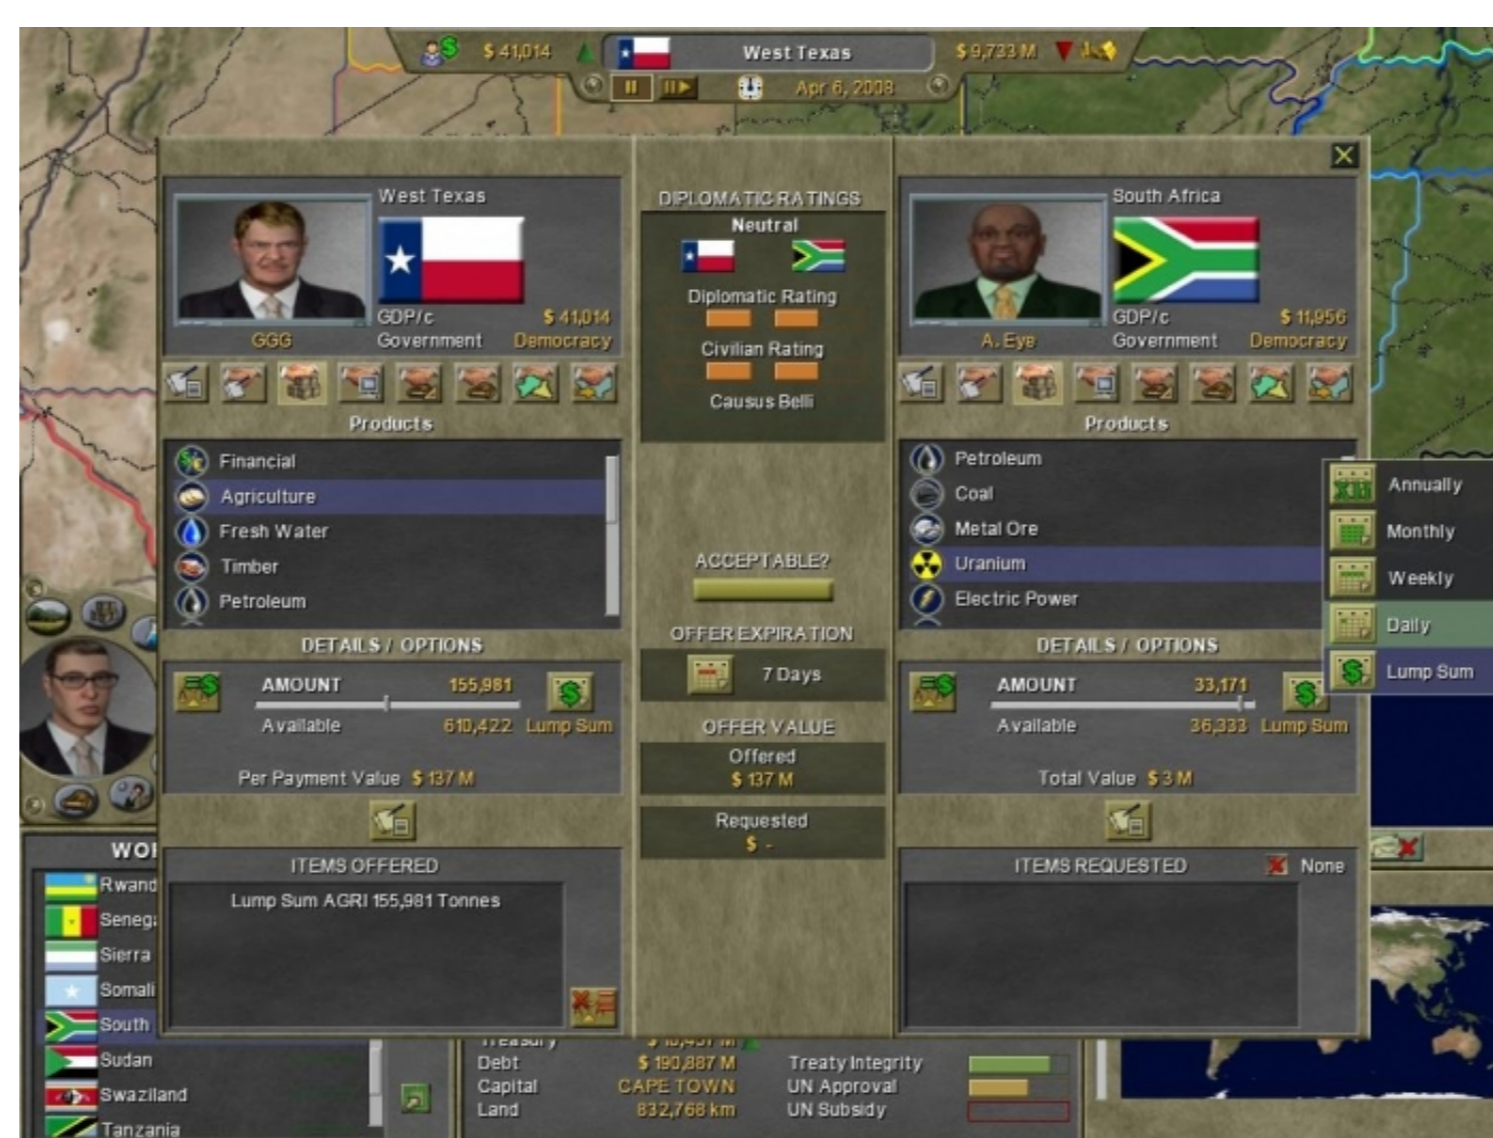 $ 41,014
West Texas
$ 9,733 M
Apr 6, 2008
West Texas
GDP/c $ 41,014
GGG
Government Democracy
Products
Financial
Agriculture
Fresh Water
Timber
Petroleum
DETAILS / OPTIONS
AMOUNT 155,981
Available 610,422 Lump Sum
Per Payment Value $ 137 M
ITEMS OFFERED
Lump Sum AGRI 155,981 Tonnes
DIPLOMATIC RATINGS
Neutral
Diplomatic Rating
Civilian Rating
Causus Belli
ACCEPTABLE?
OFFER EXPIRATION
7 Days
OFFER VALUE
Offered
$ 137 M
Requested
$ -
South Africa
GDP/c $ 11,956
A. Eye
Government Democracy
Products
Petroleum
Coal
Metal Ore
Uranium
Electric Power
DETAILS / OPTIONS
AMOUNT 33,171
Available 36,333 Lump Sum
Total Value $ 3 M
ITEMS REQUESTED
None
Annually
Monthly
Weekly
Daily
Lump Sum
WOR
Rwand
Senega
Sierra
Somali
South
Sudan
Swaziland
Tanzania
Treasury
Debt $ 190,887 M
Capital CAPE TOWN
Land 832,768 km
Treaty Integrity
UN Approval
UN Subsidy